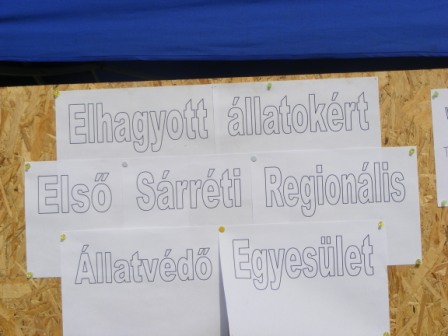 Elhagyott állatokért
Első Sárréti Regionális
Állatvédő Egyesület